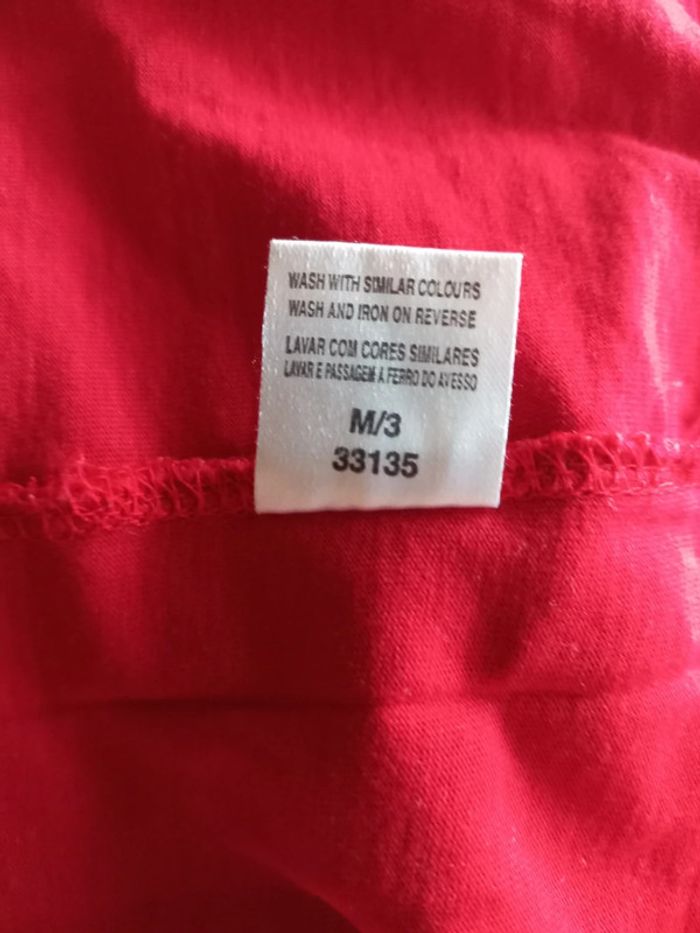 WASH WITH SIMILAR COLOURS
WASH AND IRON ON REVERSE
LAVAR COM CORES SIMILARES
LAVAR E PASSAGEM A FERRO DO AVESSO
M/3
33135